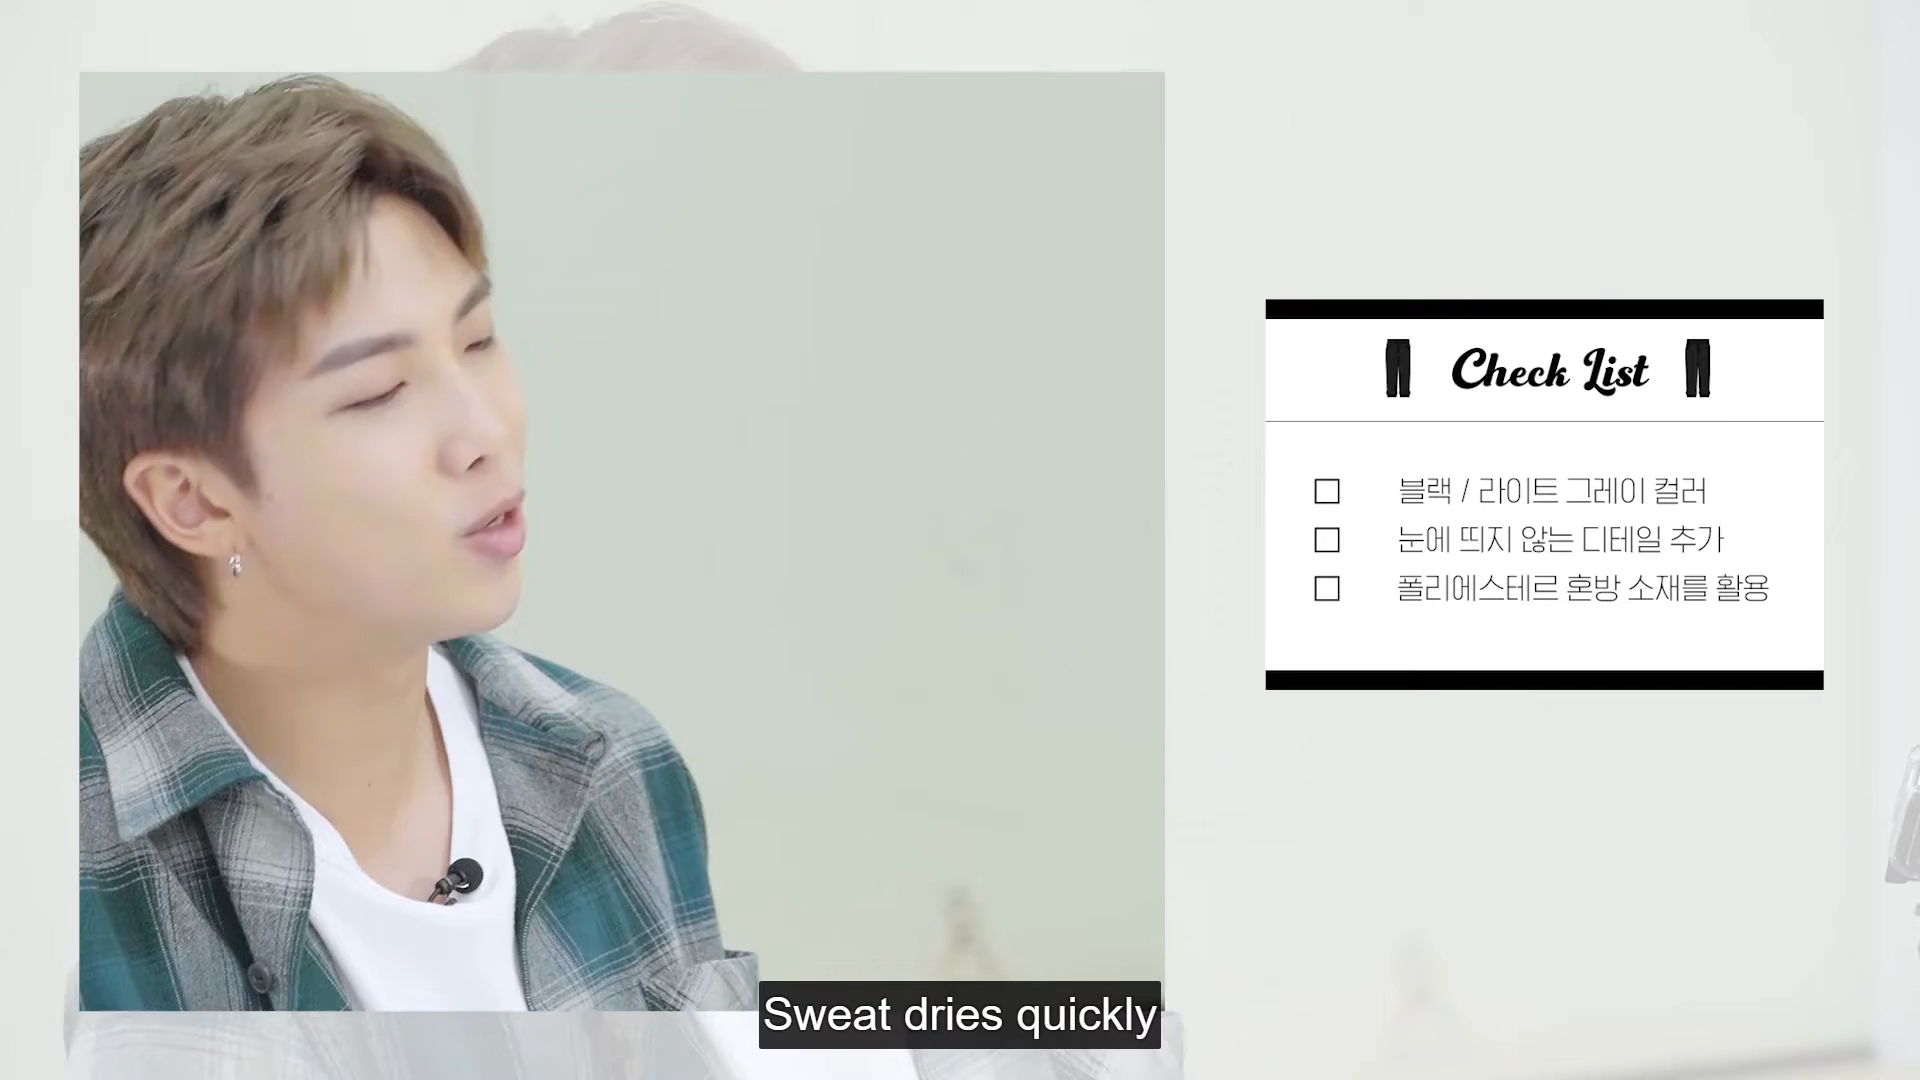 Check List
블랙 / 라이트 그레이 컬러
눈에 띄지 않는 디테일 추가
폴리에스테르 혼방 소재를 활용
Sweat dries quickly